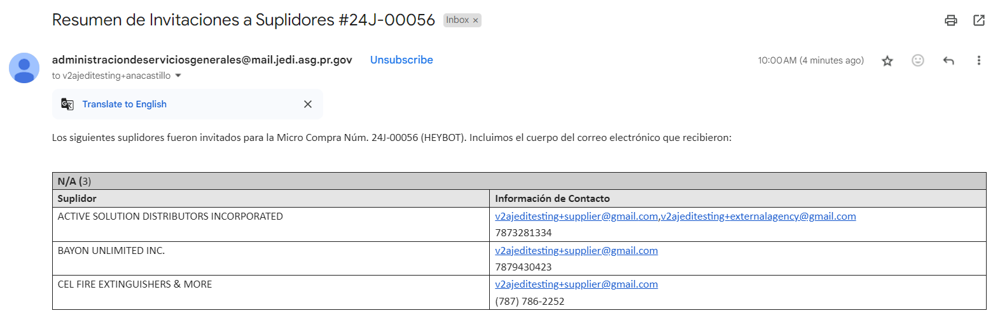 Resumen de Invitaciones a Suplidores #24J-00056 Inbox ×
administraciondeserviciosgenerales@mail.jedi.asg.pr.gov Unsubscribe 10:00 AM (4 minutes ago)
to v2ajeditesting+anacastillo
Translate to English
Los siguientes suplidores fueron invitados para la Micro Compra Núm. 24J-00056 (HEYBOT). Incluimos el cuerpo del correo electrónico que recibieron:
N/A (3)
Suplidor Información de Contacto
ACTIVE SOLUTION DISTRIBUTORS INCORPORATED v2ajeditesting+supplier@gmail.com,v2ajeditesting+externalagency@gmail.com
7873281334
BAYON UNLIMITED INC. v2ajeditesting+supplier@gmail.com
7879430423
CEL FIRE EXTINGUISHERS & MORE v2ajeditesting+supplier@gmail.com
(787) 786-2252